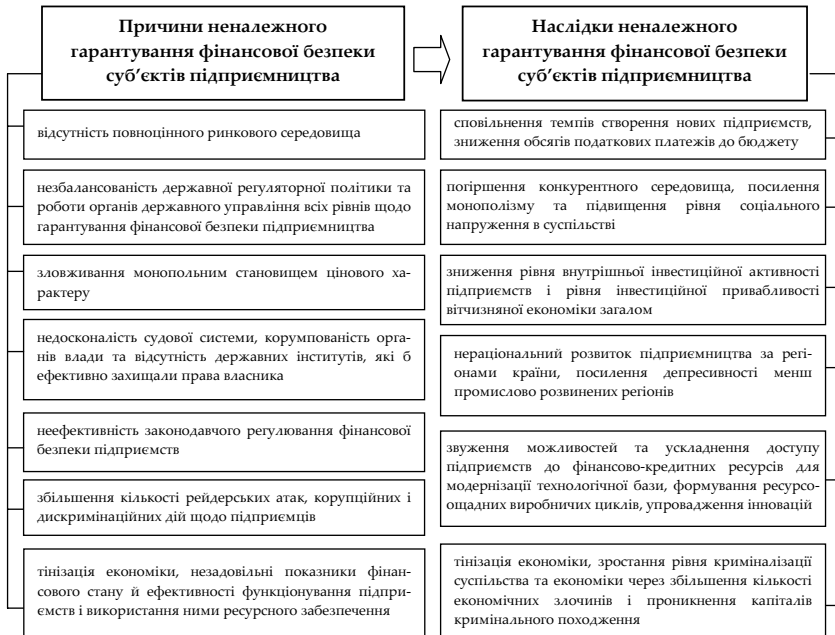 Причини неналежного
гарантування фінансової безпеки
суб’єктів підприємництва
відсутність повноцінного ринкового середовища
незбалансованість державної регуляторної політики та
роботи органів державного управління всіх рівнів щодо
гарантування фінансової безпеки підприємництва
зловживання монопольним становищем цінового ха-
рактеру
недосконалість судової системи, корумпованість орга-
нів влади та відсутність державних інститутів, які б
ефективно захищали права власника
неефективність законодавчого регулювання фінансової
безпеки підприємств
збільшення кількості рейдерських атак, корупційних і
дискримінаційних дій щодо підприємців
тінізація економіки, незадовільні показники фінан-
сового стану й ефективності функціонування підпри-
ємств і використання ними ресурсного забезпечення
Наслідки неналежного
гарантування фінансової безпеки
суб’єктів підприємництва
сповільнення темпів створення нових підприємств,
зниження обсягів податкових платежів до бюджету
погіршення конкурентного середовища, посилення
монополізму та підвищення рівня соціального
напруження в суспільстві
зниження рівня внутрішньої інвестиційної активності
підприємств і рівня інвестиційної привабливості
вітчизняної економіки загалом
нераціональний розвиток підприємництва за регі-
онами країни, посилення депресивності менш
промислово розвинених регіонів
звуження можливостей та ускладнення доступу
підприємств до фінансово-кредитних ресурсів для
модернізації технологічної бази, формування ресурсо-
ощадних виробничих циклів, упровадження інновацій
тінізація економіки, зростання рівня криміналізації
суспільства та економіки через збільшення кількості
економічних злочинів і проникнення капіталів
кримінального походження